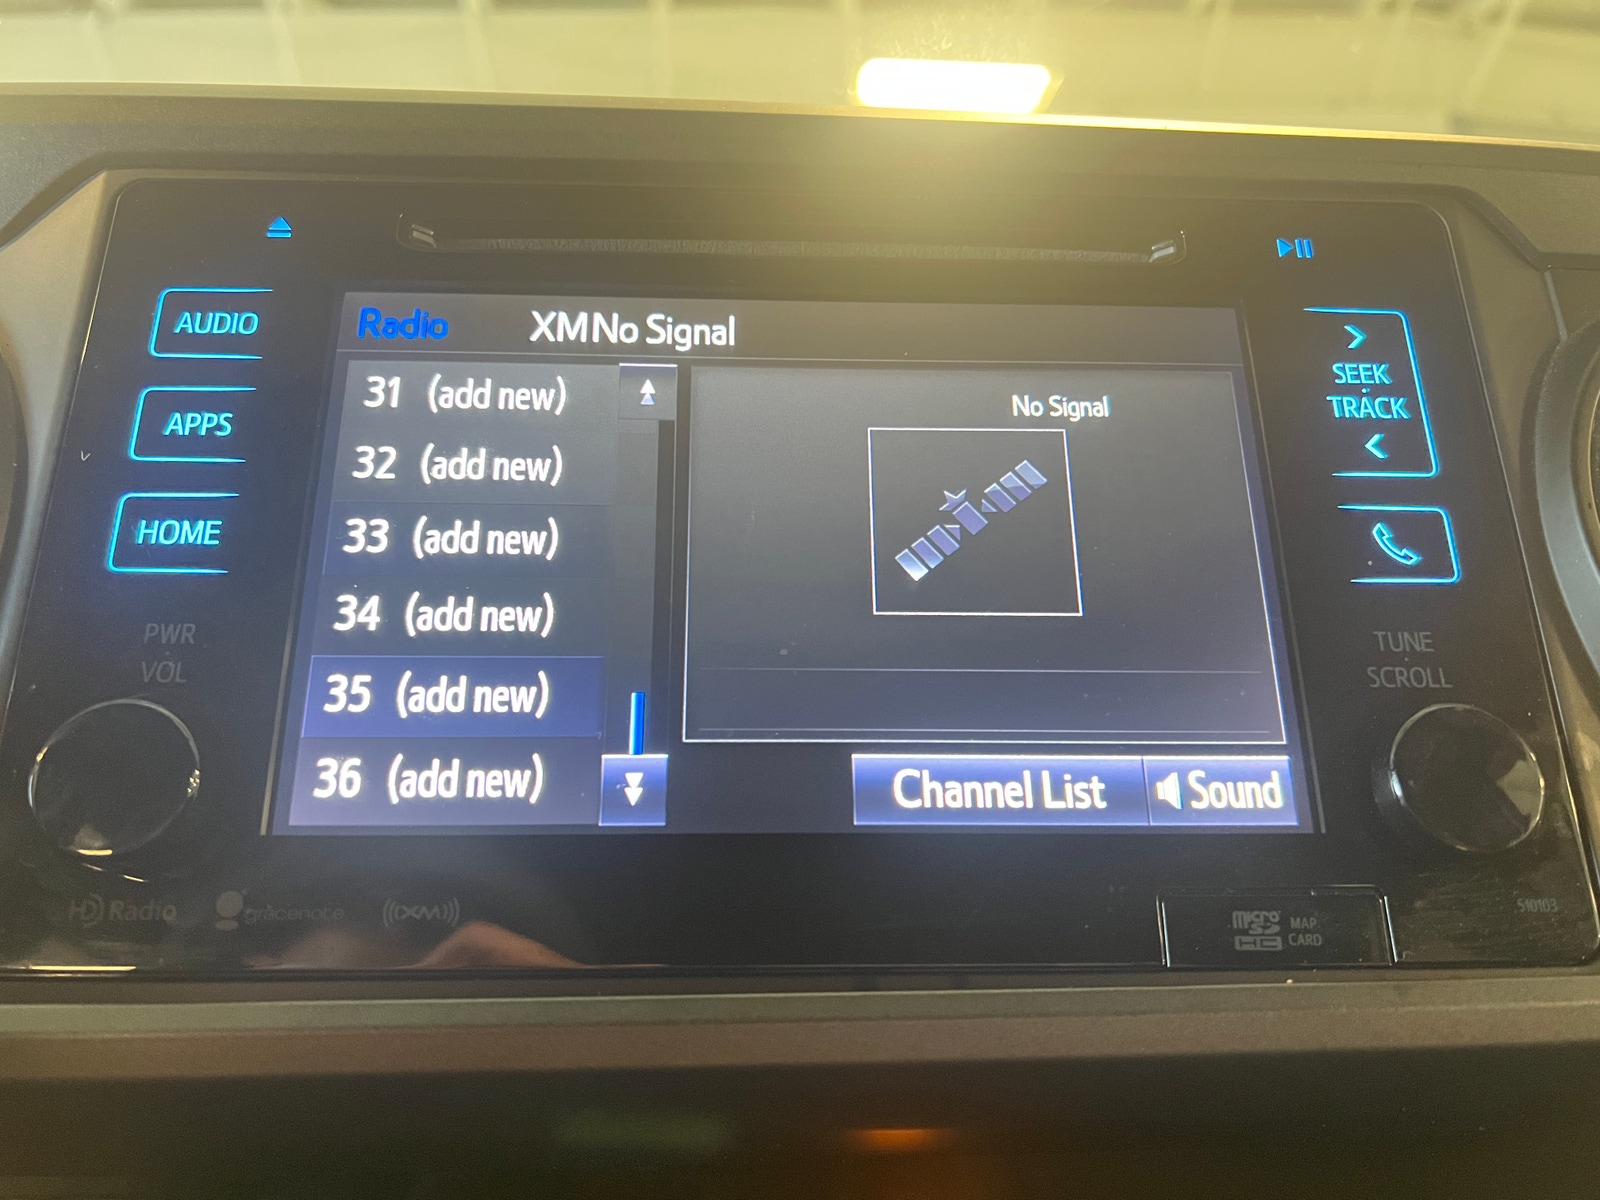 AUDIO
APPS
HOME
PWR
VOL
Radio XM No Signal
31 (add new)
32 (add new)
33 (add new)
34 (add new)
35 (add new)
36 (add new)
No Signal
Channel List
Sound
SEEK
TRACK
TUNE
SCROLL
HD Radio
gracenote
((XM))
micro
SD
HC
MAP
CARD
510103